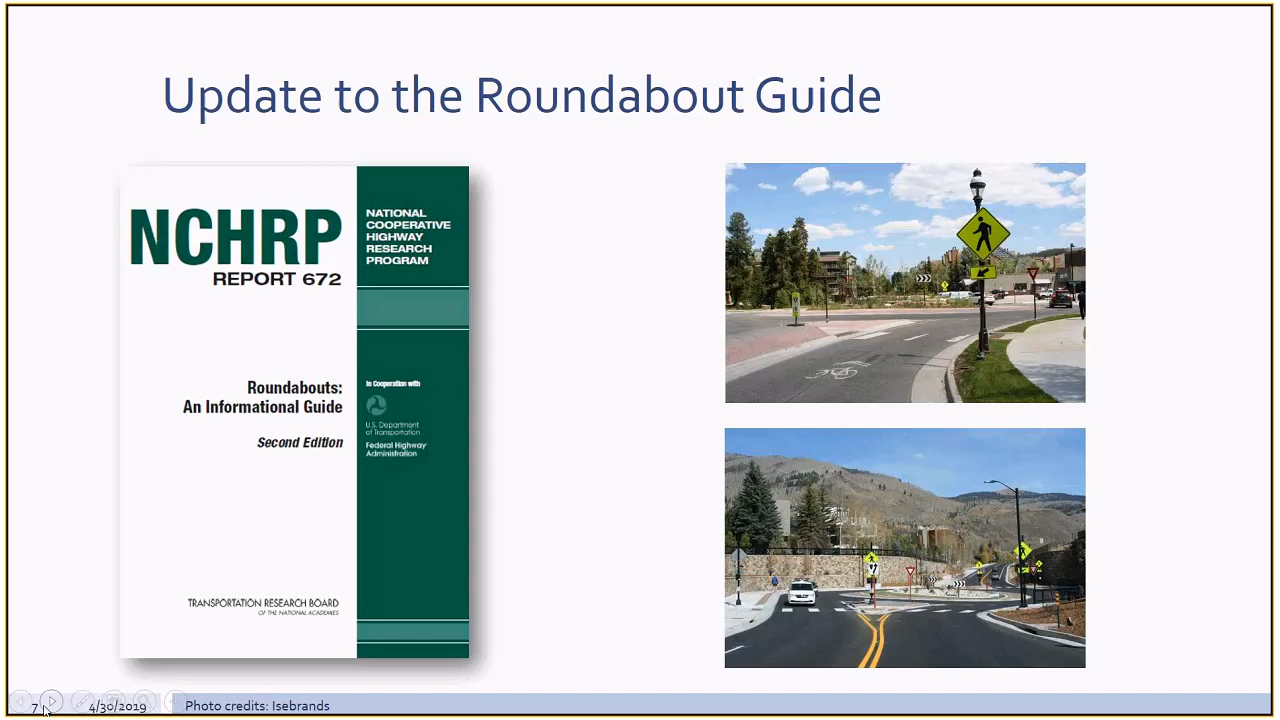 Update to the Roundabout Guide
NCHRP
REPORT 672
NATIONAL
COOPERATIVE
HIGHWAY
RESEARCH
PROGRAM
Roundabouts:
An Informational Guide
Second Edition
In Cooperation with
U.S. Department
of Transportation
Federal Highway
Administration
TRANSPORTATION RESEARCH BOARD
OF THE NATIONAL ACADEMIES
7
4/30/2019
Photo credits: Isebrands